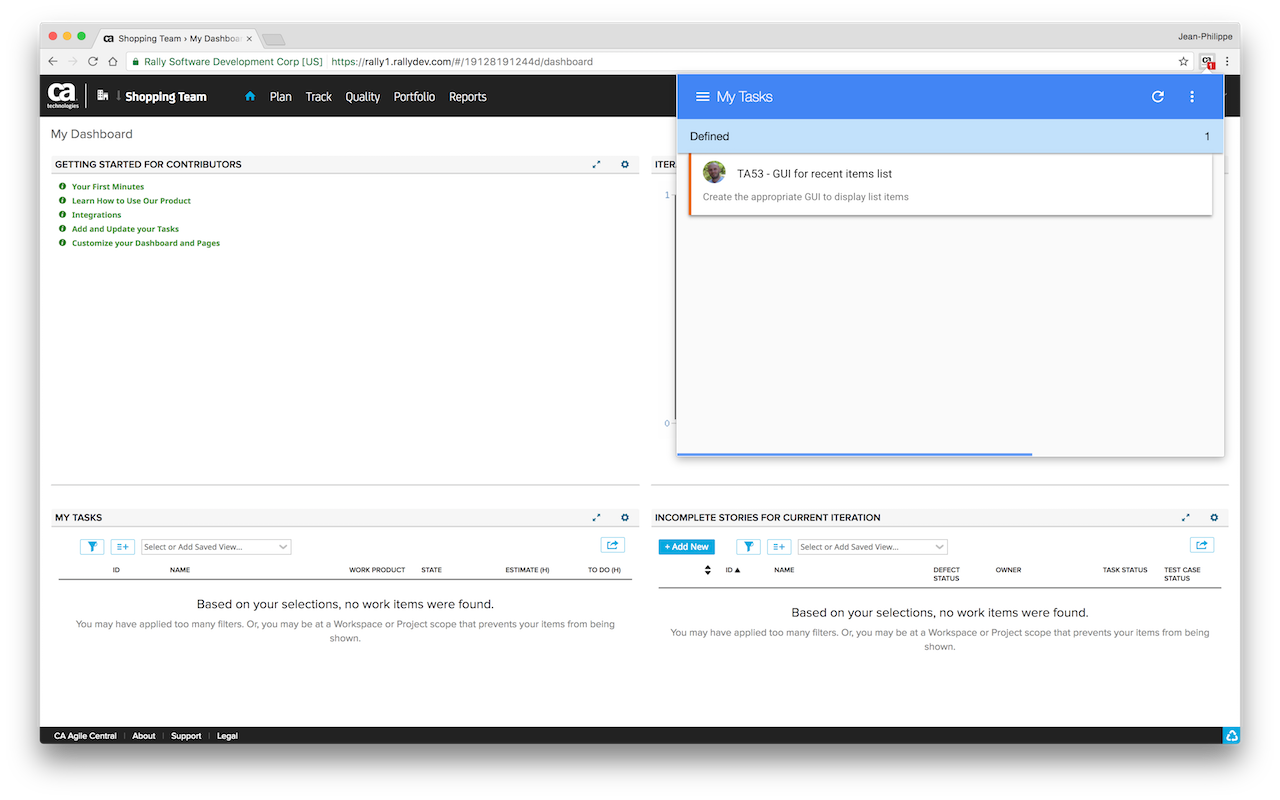 Shopping Team › My Dashboar
Jean-Philippe
Rally Software Development Corp [US]
https://rally1.rallydev.com/#/19128191244d/dashboard
1
ca
technologies
Shopping Team
Plan
Track
Quality
Portfolio
Reports
My Tasks
Defined
1
TA53 - GUI for recent items list
Create the appropriate GUI to display list items
My Dashboard
GETTING STARTED FOR CONTRIBUTORS
Your First Minutes
Learn How to Use Our Product
Integrations
Add and Update your Tasks
Customize your Dashboard and Pages
ITER
1
0
MY TASKS
Select or Add Saved View...
ID
NAME
WORK PRODUCT
STATE
ESTIMATE (H)
TO DO (H)
Based on your selections, no work items were found.
You may have applied too many filters. Or, you may be at a Workspace or Project scope that prevents your items from being
shown.
INCOMPLETE STORIES FOR CURRENT ITERATION
+ Add New
Select or Add Saved View...
ID
NAME
DEFECT
STATUS
OWNER
TASK STATUS
TEST CASE
STATUS
Based on your selections, no work items were found.
You may have applied too many filters. Or, you may be at a Workspace or Project scope that prevents your items from being
shown.
CA Agile Central
About
Support
Legal